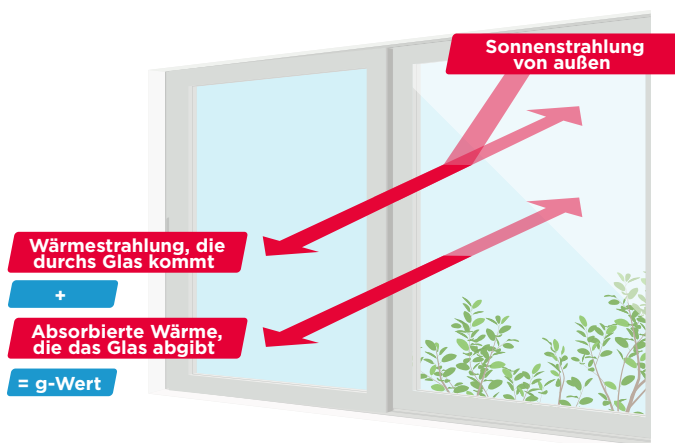 Sonnenstrahlung
von außen
Wärmestrahlung, die
durchs Glas kommt
+
Absorbierte Wärme,
die das Glas abgibt
= g-Wert